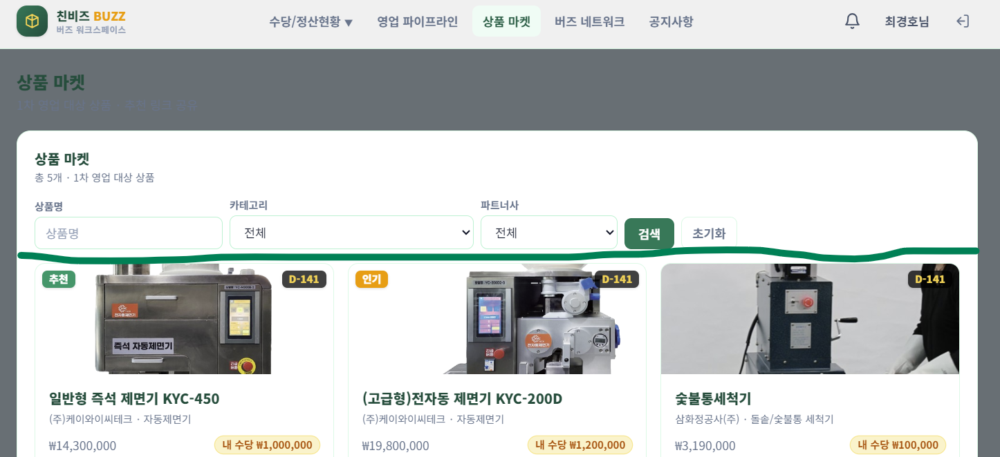 친비즈 BUZZ
버즈 워크스페이스
수당/정산현황 ▼
영업 파이프라인
상품 마켓
버즈 네트워크
공지사항
최경호님
상품 마켓
1차 영업 대상 상품 · 추천 링크 공유
상품 마켓
총 5개 · 1차 영업 대상 상품
상품명
카테고리
파트너사
상품명
전체
전체
검색
초기화
추천
D-141
인기
D-141
D-141
즉석 자동제면기
일반형 즉석 제면기 KYC-450
(고급형)전자동 제면기 KYC-200D
숯불통세척기
(주)케이와이씨테크 · 자동제면기
(주)케이와이씨테크 · 자동제면기
삼화정공사(주) · 돌솥/숯불통 세척기
₩14,300,000
내 수당 ₩1,000,000
₩19,800,000
내 수당 ₩1,200,000
₩3,190,000
내 수당 ₩100,000